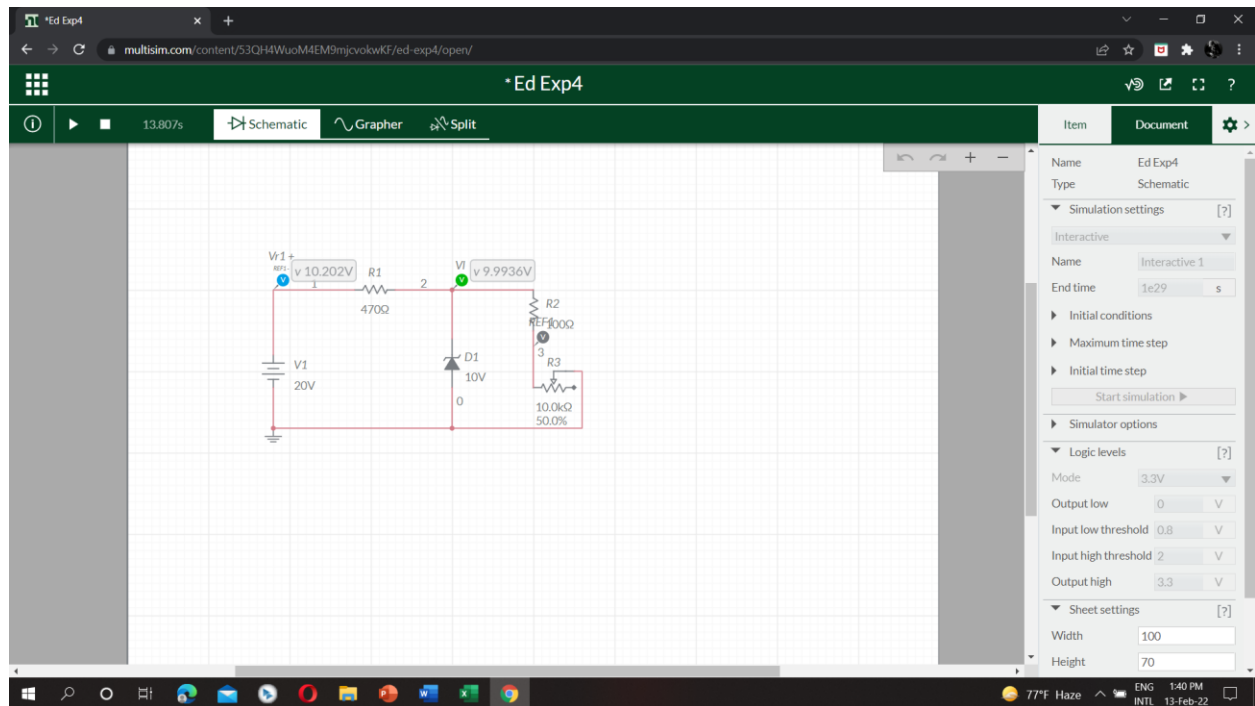 *Ed Exp4
multisim.com/content/53QH4WuoM4EM9mjcvokwKF/ed-exp4/open/
*Ed Exp4
?
13.807s
Schematic
Grapher
Split
Item
Document
Name Ed Exp4
Type Schematic
Simulation settings [?]
Interactive
Name Interactive 1
End time 1e29 s
Initial conditions
Maximum time step
Initial time step
Start simulation
Simulator options
Logic levels [?]
Mode 3.3V
Output low 0 V
Input low threshold 0.8 V
Input high threshold 2 V
Output high 3.3 V
Sheet settings [?]
Width 100
Height 70
Vr1 +
v 10.202V
V
1
R1
470Ω
2
Vl
v 9.9936V
V
R2
100Ω
V
3
R3
10.0kΩ
50.0%
V1
20V
D1
10V
0
77°F Haze
ENG
INTL
1:40 PM
13-Feb-22